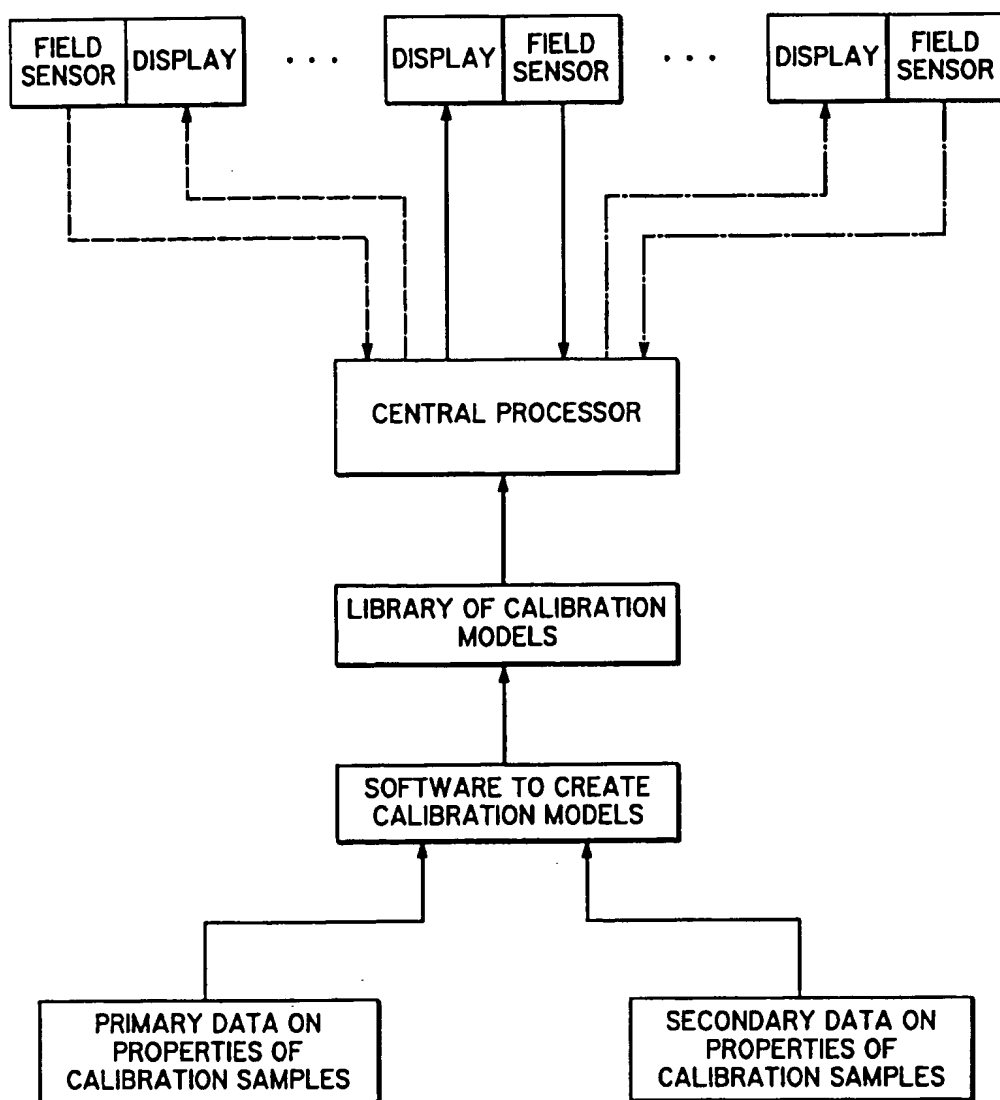 FIELD SENSOR
DISPLAY
. . .
DISPLAY
FIELD SENSOR
. . .
DISPLAY
FIELD SENSOR
CENTRAL PROCESSOR
LIBRARY OF CALIBRATION
MODELS
SOFTWARE TO CREATE
CALIBRATION MODELS
PRIMARY DATA ON
PROPERTIES OF
CALIBRATION SAMPLES
SECONDARY DATA ON
PROPERTIES OF
CALIBRATION SAMPLES